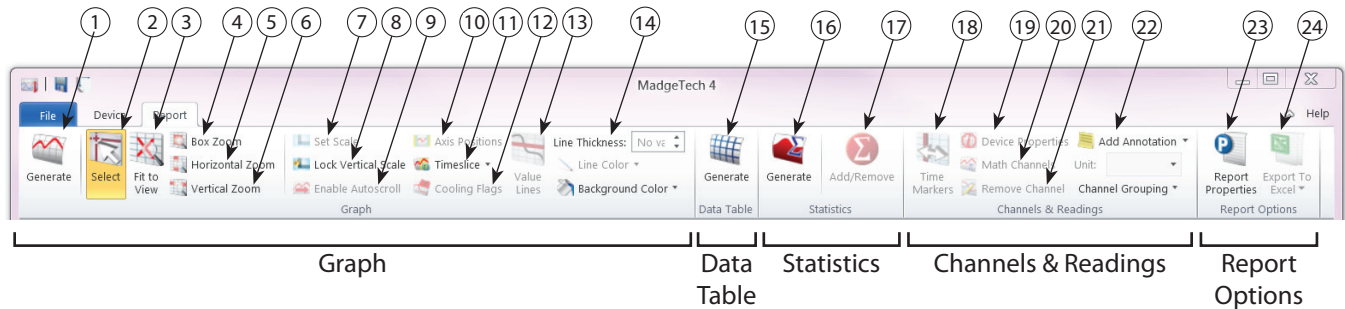 1 2 3 4 5 6 7 8 9 10 11 12 13 14 15 16 17 18 19 20 21 22 23 24
MadgeTech 4
File Device Report Help
Generate
Select
Fit to
View
Box Zoom
Horizontal Zoom
Vertical Zoom
Set Scale
Lock Vertical Scale
Enable Autoscroll
Axis Positions
Timeslice
Cooling Flags
Value
Lines
Line Thickness: No va
Line Color
Background Color
Graph
Generate
Data Table
Generate
Add/Remove
Statistics
Time
Markers
Device Properties
Math Channels
Remove Channel
Add Annotation
Unit:
Channel Grouping
Channels & Readings
Report
Properties
Export To
Excel
Report Options
Graph
Data
Table
Statistics
Channels & Readings
Report
Options